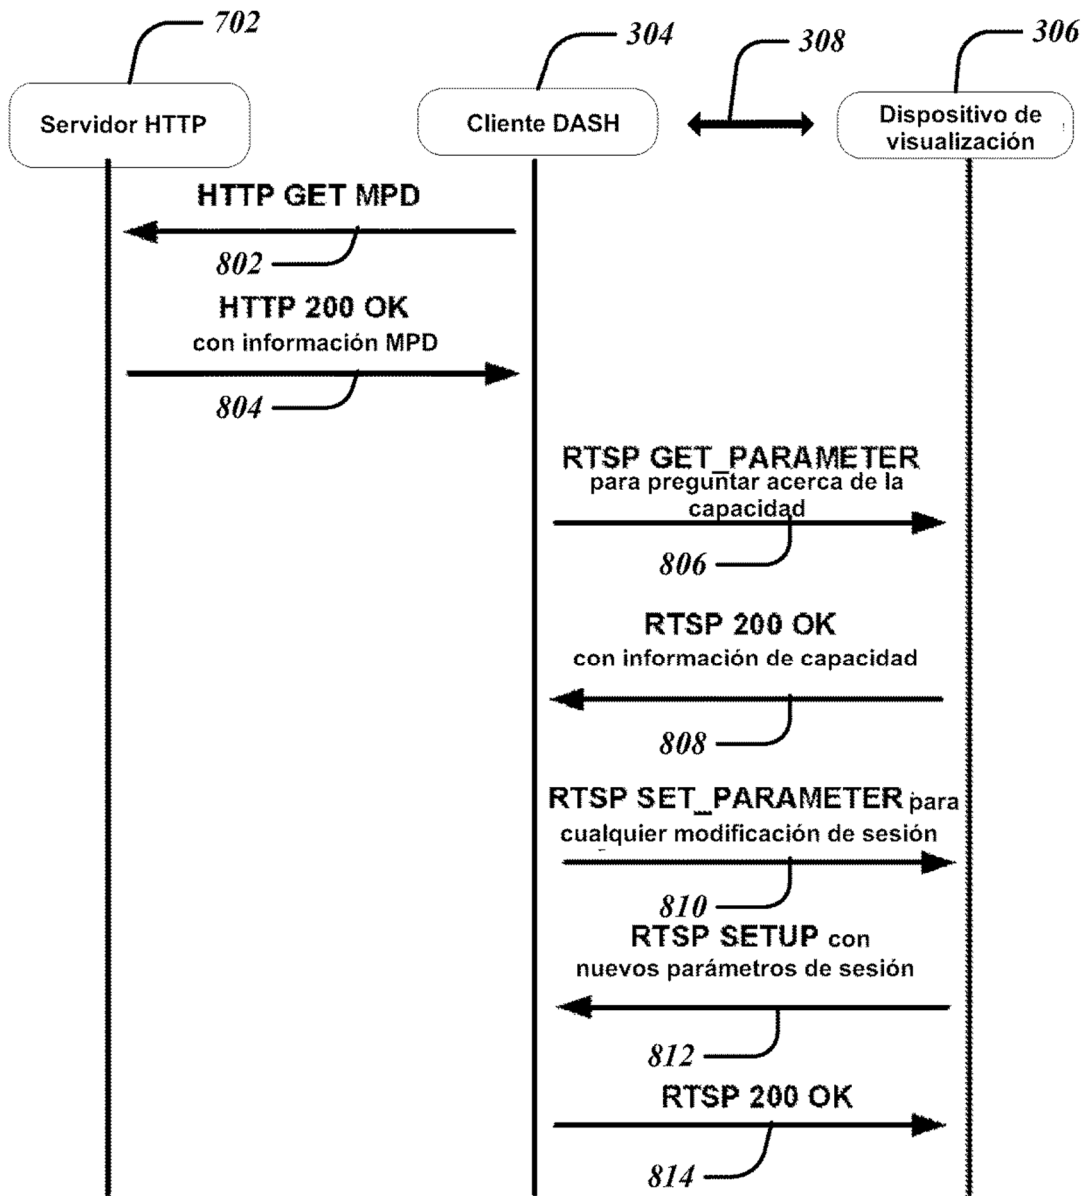 702
304
308
306
Servidor HTTP
Cliente DASH
Dispositivo de
visualización
HTTP GET MPD
802
HTTP 200 OK
con información MPD
804
RTSP GET_PARAMETER
para preguntar acerca de la
capacidad
806
RTSP 200 OK
con información de capacidad
808
RTSP SET_PARAMETER para
cualquier modificación de sesión
810
RTSP SETUP con
nuevos parámetros de sesión
812
RTSP 200 OK
814